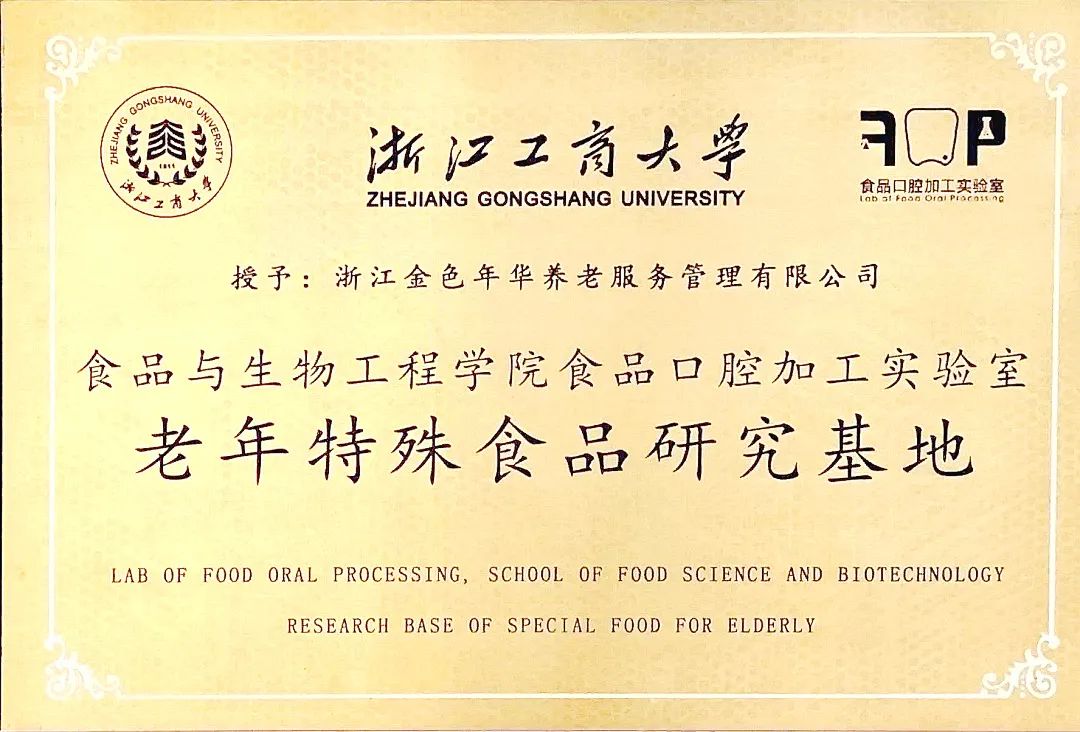 ZHEJIANG GONGSHANG UNIVERSITY
1911
浙江工商大学
浙江工商大学
ZHEJIANG GONGSHANG UNIVERSITY
FOP
食品口腔加工实验室
Lab of Food Oral Processing
授予：浙江金色年华养老服务管理有限公司
食品与生物工程学院食品口腔加工实验室
老年特殊食品研究基地
LAB OF FOOD ORAL PROCESSING, SCHOOL OF FOOD SCIENCE AND BIOTECHNOLOGY
RESEARCH BASE OF SPECIAL FOOD FOR ELDERLY